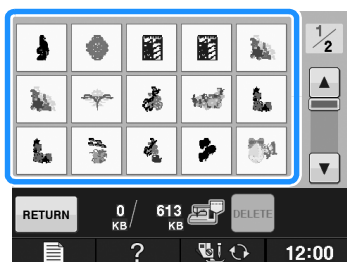 1/2
RETURN
0 KB / 613 KB
DELETE
?
12:00